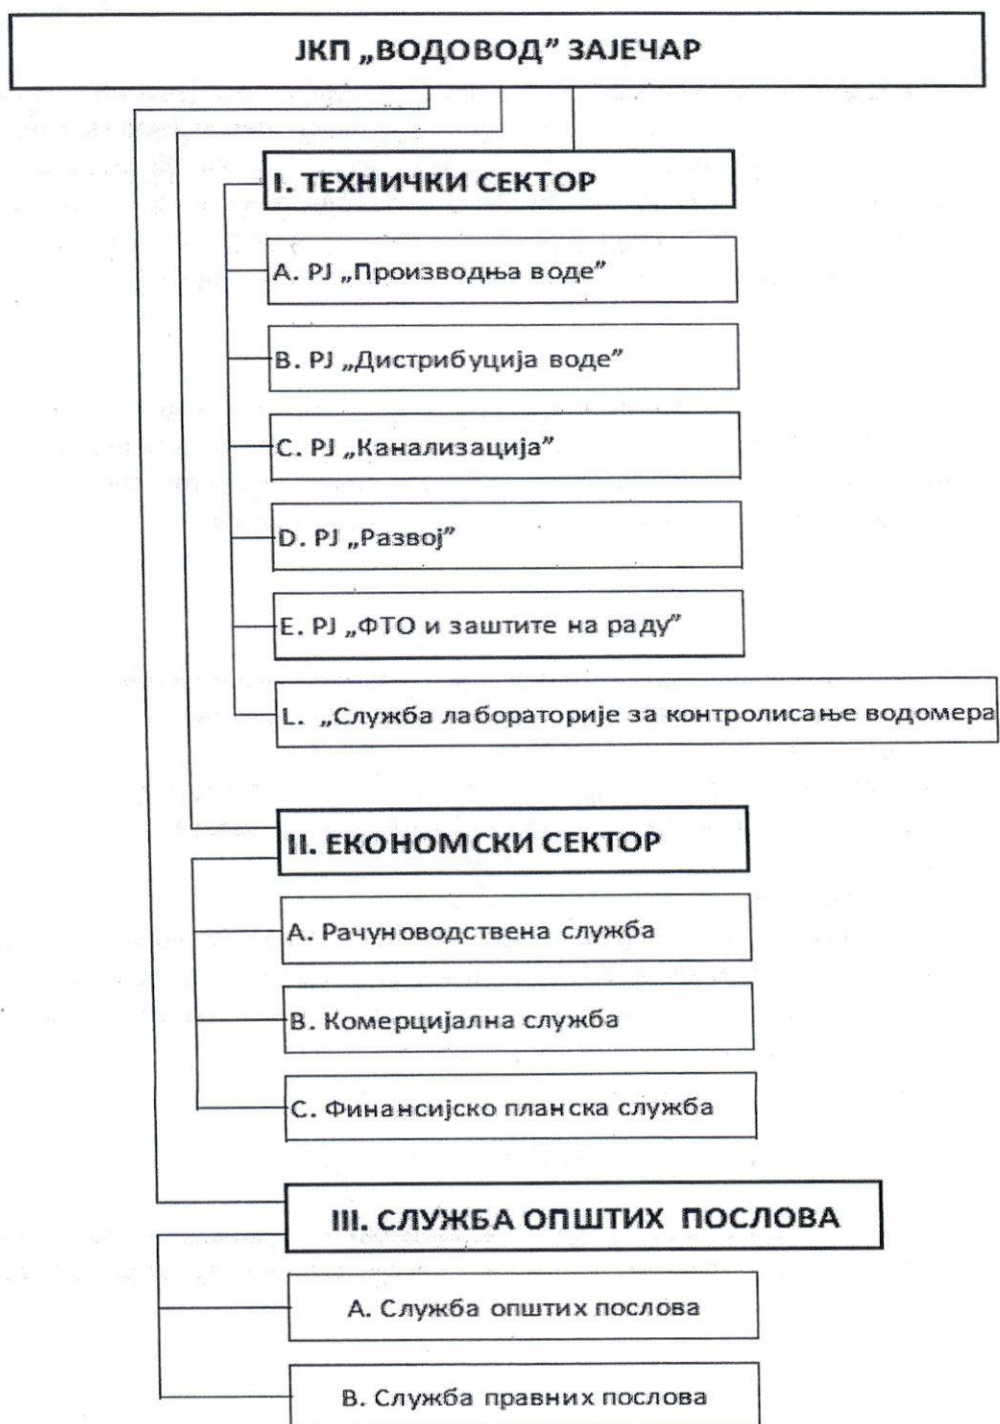 ЈКП „ВОДОВОД” ЗАЈЕЧАР
I. ТЕХНИЧКИ СЕКТОР
A. РЈ „Производња воде”
B. РЈ „Дистрибуција воде”
C. РЈ „Канализација”
D. РЈ „Развој”
E. РЈ „ФТО и заштите на раду”
L. „Служба лабораторије за контролисање водомера
II. ЕКОНОМСКИ СЕКТОР
A. Рачуноводствена служба
B. Комерцијална служба
C. Финансијско планска служба
III. СЛУЖБА ОПШТИХ ПОСЛОВА
A. Служба општих послова
B. Служба правних послова